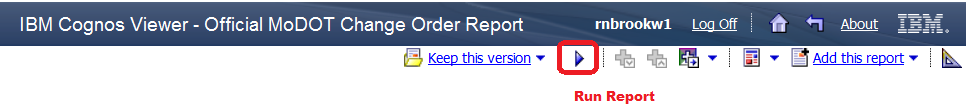 IBM Cognos Viewer - Official MoDOT Change Order Report rnbrookw1 Log Off About IBM.
Keep this version Add this report
Run Report